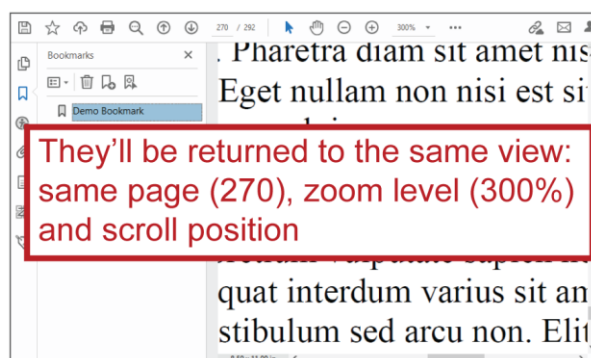 270 / 292
300%
Bookmarks
Demo Bookmark
. Pharetra diam sit amet nis
Eget nullam non nisi est si
They'll be returned to the same view:
same page (270), zoom level (300%)
and scroll position
quat interdum varius sit am
stibulum sed arcu non. Elit